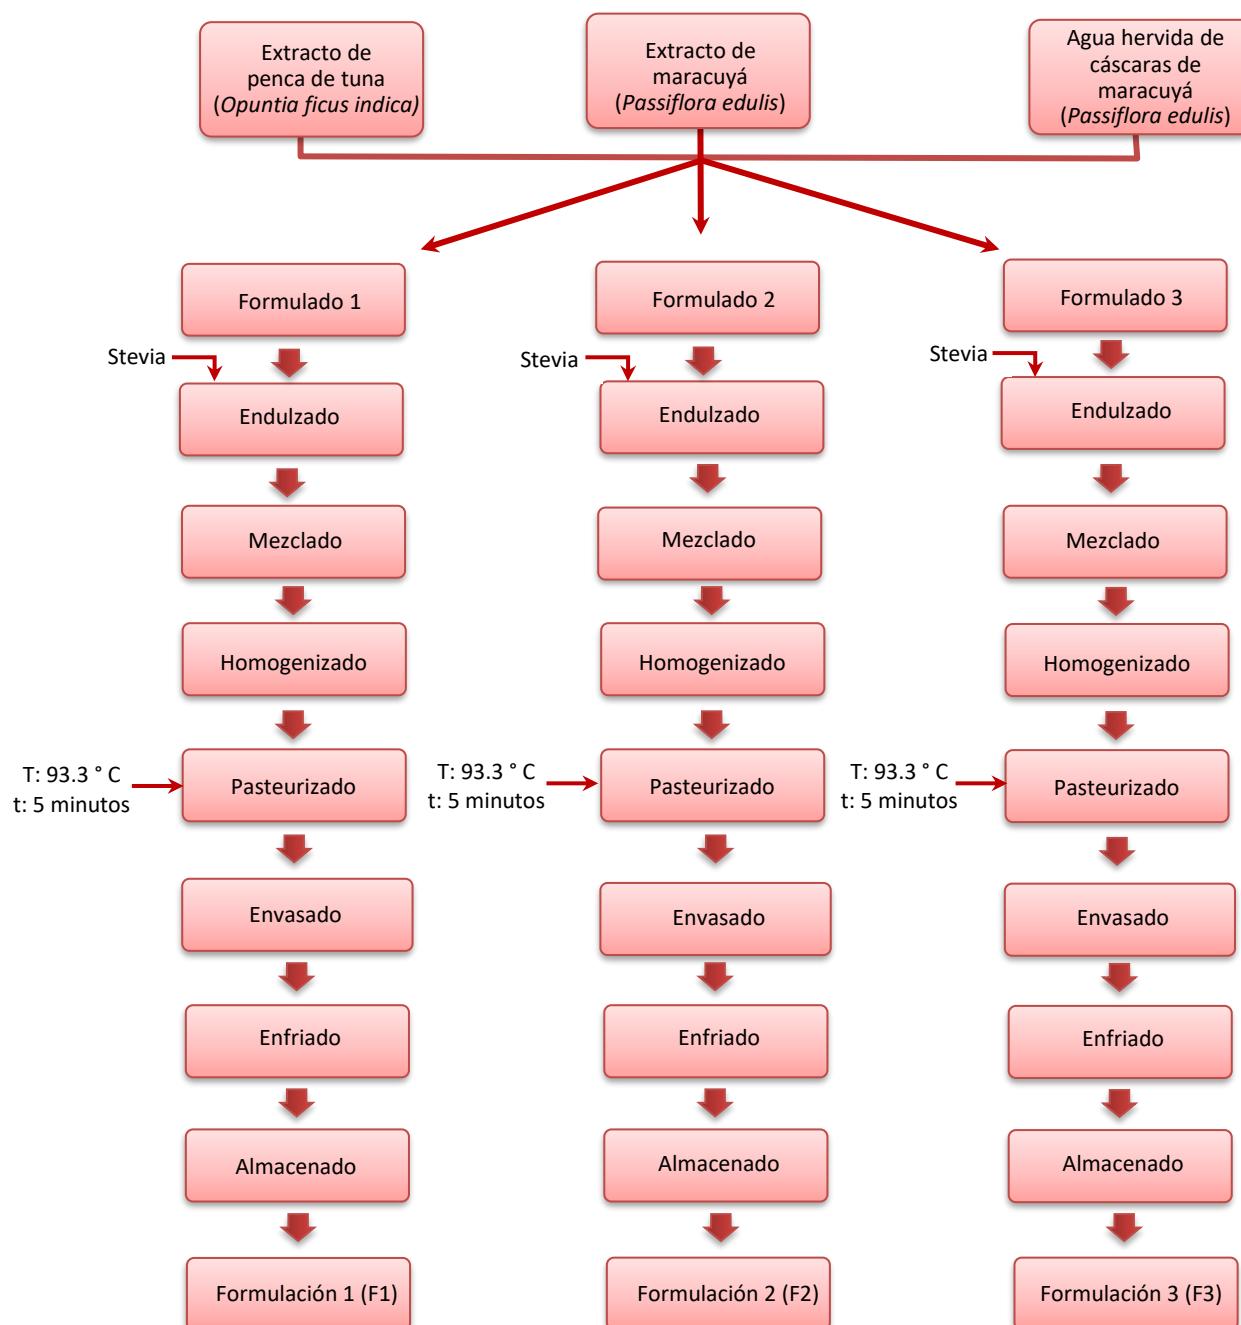 Extracto de
penca de tuna
(Opuntia ficus indica)
Extracto de
maracuyá
(Passiflora edulis)
Agua hervida de
cáscaras de
maracuyá
(Passiflora edulis)
Formulado 1
Formulado 2
Formulado 3
Stevia
Stevia
Stevia
Endulzado
Endulzado
Endulzado
Mezclado
Mezclado
Mezclado
Homogenizado
Homogenizado
Homogenizado
T: 93.3 ° C
t: 5 minutos
Pasteurizado
T: 93.3 ° C
t: 5 minutos
Pasteurizado
T: 93.3 ° C
t: 5 minutos
Pasteurizado
Envasado
Envasado
Envasado
Enfriado
Enfriado
Enfriado
Almacenado
Almacenado
Almacenado
Formulación 1 (F1)
Formulación 2 (F2)
Formulación 3 (F3)